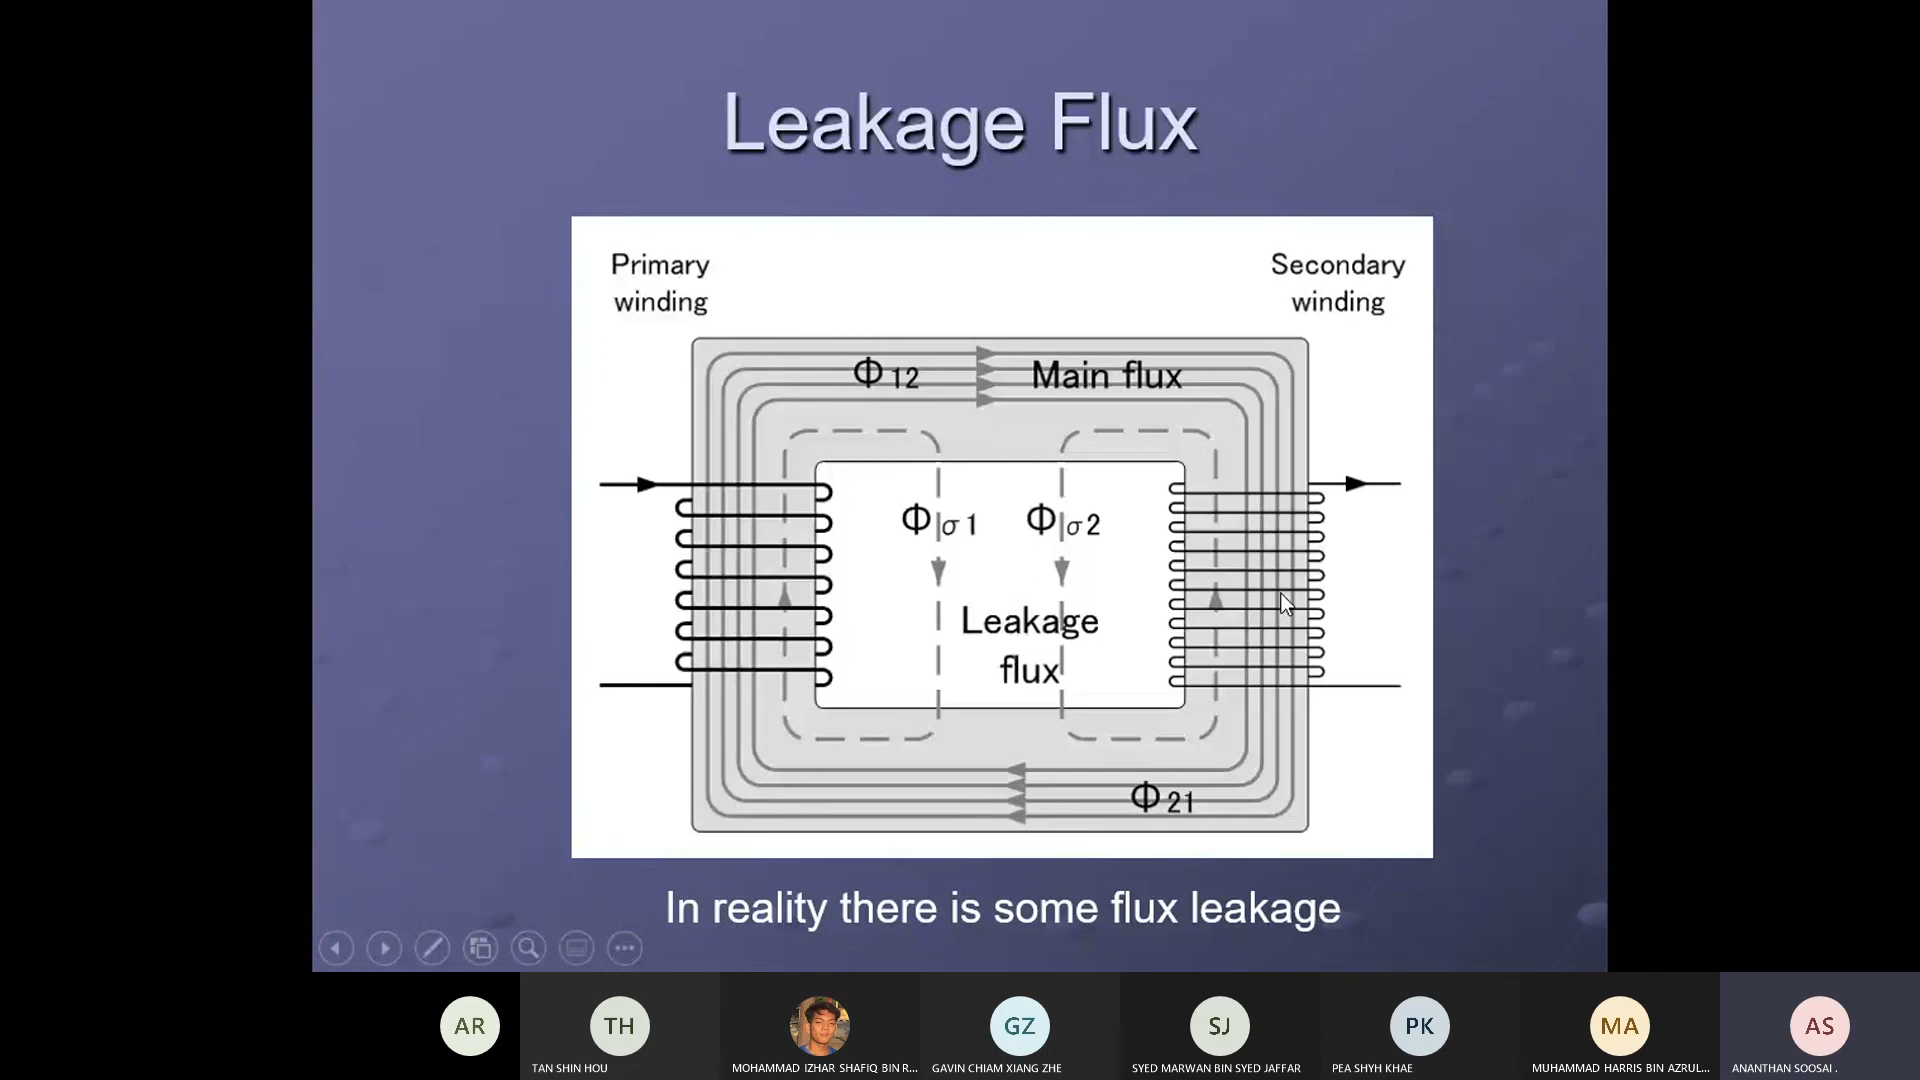 Leakage Flux
Primary
winding
Secondary
winding
Φ12
Main flux
Φσ1
Φσ2
Leakage
flux
Φ21
In reality there is some flux leakage
AR
TH
GZ
SJ
PK
MA
AS
TAN SHIN HOU
MOHAMMAD IZHAR SHAFIQ BIN R...
GAVIN CHIAM XIANG ZHE
SYED MARWAN BIN SYED JAFFAR
PEA SHYH KHAE
MUHAMMAD HARRIS BIN AZRUL...
ANANTHAN SOOSAI .